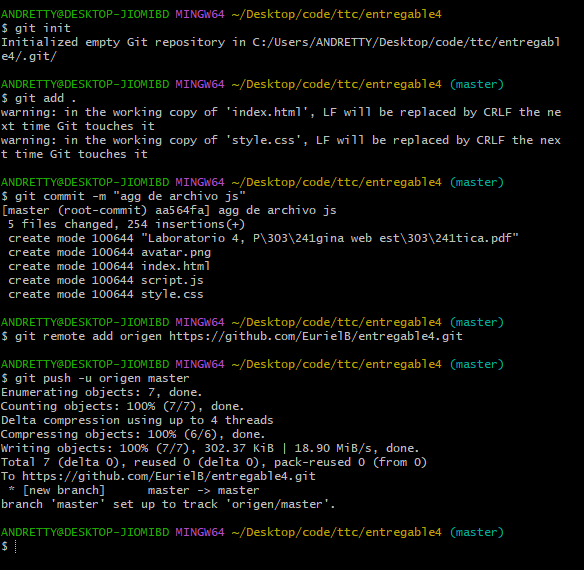 ANDRETTY@DESKTOP-JIOMIBD MINGW64 ~/Desktop/code/ttc/entregable4
$ git init
Initialized empty Git repository in C:/Users/ANDRETTY/Desktop/code/ttc/entregabl
e4/.git/
ANDRETTY@DESKTOP-JIOMIBD MINGW64 ~/Desktop/code/ttc/entregable4 (master)
$ git add .
warning: in the working copy of 'index.html', LF will be replaced by CRLF the ne
xt time Git touches it
warning: in the working copy of 'style.css', LF will be replaced by CRLF the nex
t time Git touches it
ANDRETTY@DESKTOP-JIOMIBD MINGW64 ~/Desktop/code/ttc/entregable4 (master)
$ git commit -m "agg de archivo js"
[master (root-commit) aa564fa] agg de archivo js
 5 files changed, 254 insertions(+)
 create mode 100644 "Laboratorio 4, P\303\241gina web est\303\241tica.pdf"
 create mode 100644 avatar.png
 create mode 100644 index.html
 create mode 100644 script.js
 create mode 100644 style.css
ANDRETTY@DESKTOP-JIOMIBD MINGW64 ~/Desktop/code/ttc/entregable4 (master)
$ git remote add origen https://github.com/EurielB/entregable4.git
ANDRETTY@DESKTOP-JIOMIBD MINGW64 ~/Desktop/code/ttc/entregable4 (master)
$ git push -u origen master
Enumerating objects: 7, done.
Counting objects: 100% (7/7), done.
Delta compression using up to 4 threads
Compressing objects: 100% (6/6), done.
Writing objects: 100% (7/7), 302.37 KiB | 18.90 MiB/s, done.
Total 7 (delta 0), reused 0 (delta 0), pack-reused 0 (from 0)
To https://github.com/EurielB/entregable4.git
 * [new branch]      master -> master
branch 'master' set up to track 'origen/master'.
ANDRETTY@DESKTOP-JIOMIBD MINGW64 ~/Desktop/code/ttc/entregable4 (master)
$